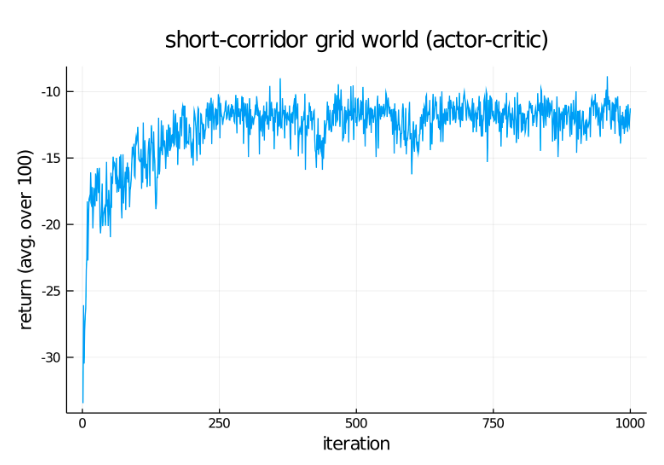 short-corridor grid world (actor-critic)
return (avg. over 100)
-10
-15
-20
-25
-30
0 250 500 750 1000
iteration